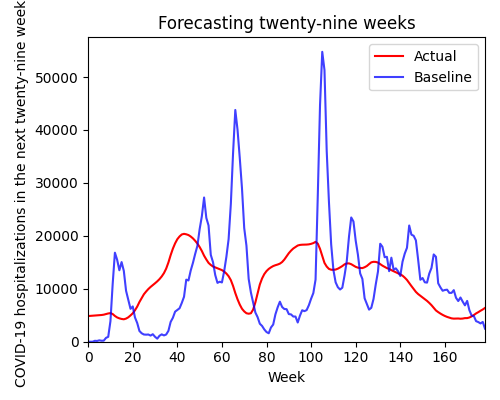 Forecasting twenty-nine weeks
COVID-19 hospitalizations in the next twenty-nine week
Actual
Baseline
50000
40000
30000
20000
10000
0
0 20 40 60 80 100 120 140 160
Week